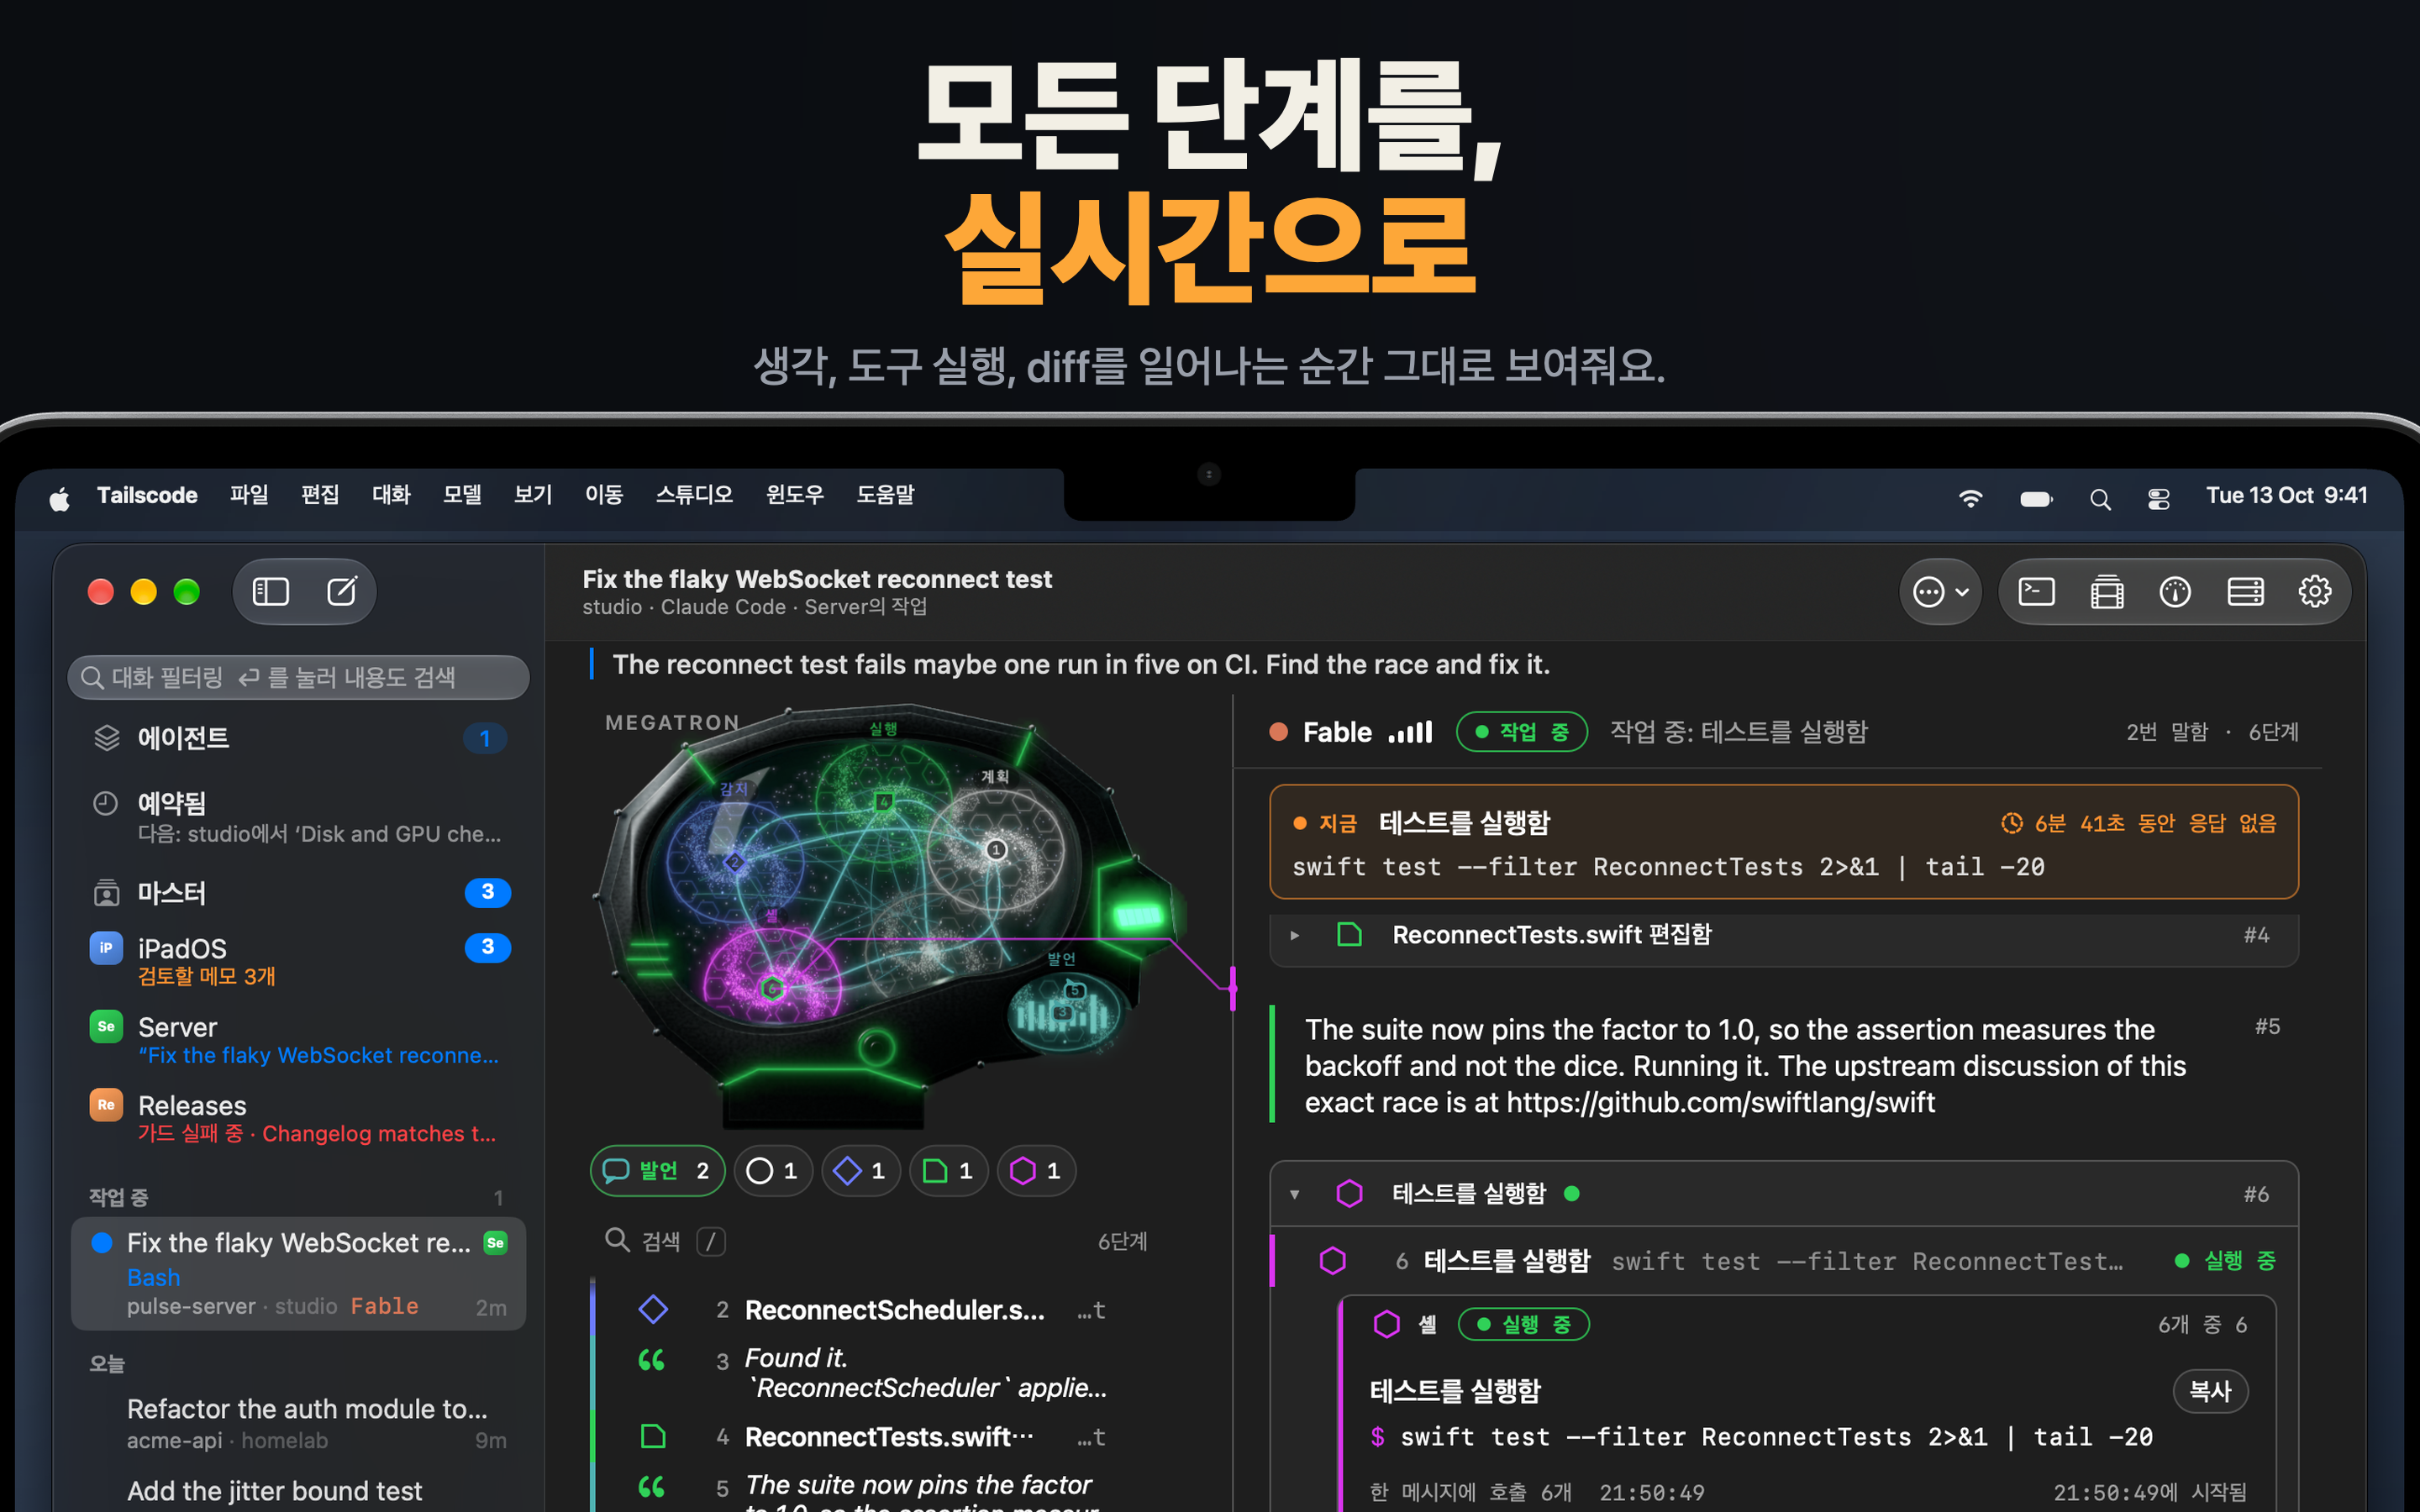 모든 단계를,
실시간으로
생각, 도구 실행, diff를 일어나는 순간 그대로 보여줘요.
Tailscode 파일 편집 대화 모델 보기 이동 스튜디오 윈도우 도움말
Tue 13 Oct 9:41
대화 필터링 ⏎ 를 눌러 내용도 검색
에이전트 1
예약됨
다음: studio에서 ‘Disk and GPU che...
마스터 3
iP iPadOS 3
검토할 메모 3개
Se Server
“Fix the flaky WebSocket reconne...
Re Releases
가드 실패 중 · Changelog matches t...
작업 중 1
Fix the flaky WebSocket re... Se
Bash
pulse-server · studio Fable 2m
오늘
Refactor the auth module to...
acme-api · homelab 9m
Add the jitter bound test
Fix the flaky WebSocket reconnect test
studio · Claude Code · Server의 작업
The reconnect test fails maybe one run in five on CI. Find the race and fix it.
MEGATRON
실행
계획
감지
4
1
2
셸
6
발언
5
3
발언 2 1 1 1 1
검색 / 6단계
2 ReconnectScheduler.s... ...t
3 Found it.
`ReconnectScheduler` applie...
4 ReconnectTests.swift... ...t
5 The suite now pins the factor
to 1.0, so the assertion measur...
Fable 작업 중 작업 중: 테스트를 실행함 2번 말함 · 6단계
지금 테스트를 실행함 6분 41초 동안 응답 없음
swift test --filter ReconnectTests 2>&1 | tail -20
ReconnectTests.swift 편집함 #4
The suite now pins the factor to 1.0, so the assertion measures the #5
backoff and not the dice. Running it. The upstream discussion of this
exact race is at https://github.com/swiftlang/swift
테스트를 실행함 #6
6 테스트를 실행함 swift test --filter ReconnectTest... 실행 중
셸 실행 중 6개 중 6
테스트를 실행함 복사
$ swift test --filter ReconnectTests 2>&1 | tail -20
한 메시지에 호출 6개 21:50:49 21:50:49에 시작됨